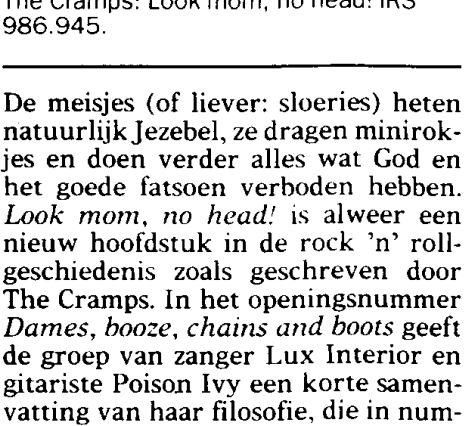 The Cramps: Look mom, no head! IRS
986.945.
De meisjes (of liever: sloeries) heten
natuurlijk Jezebel, ze dragen minirok-
jes en doen verder alles wat God en
het goede fatsoen verboden hebben.
Look mom, no head! is alweer een
nieuw hoofdstuk in de rock 'n' roll-
geschiedenis zoals geschreven door
The Cramps. In het openingsnummer
Dames, booze, chains and boots geeft
de groep van zanger Lux Interior en
gitariste Poison Ivy een korte samen-
vatting van haar filosofie, die in num-